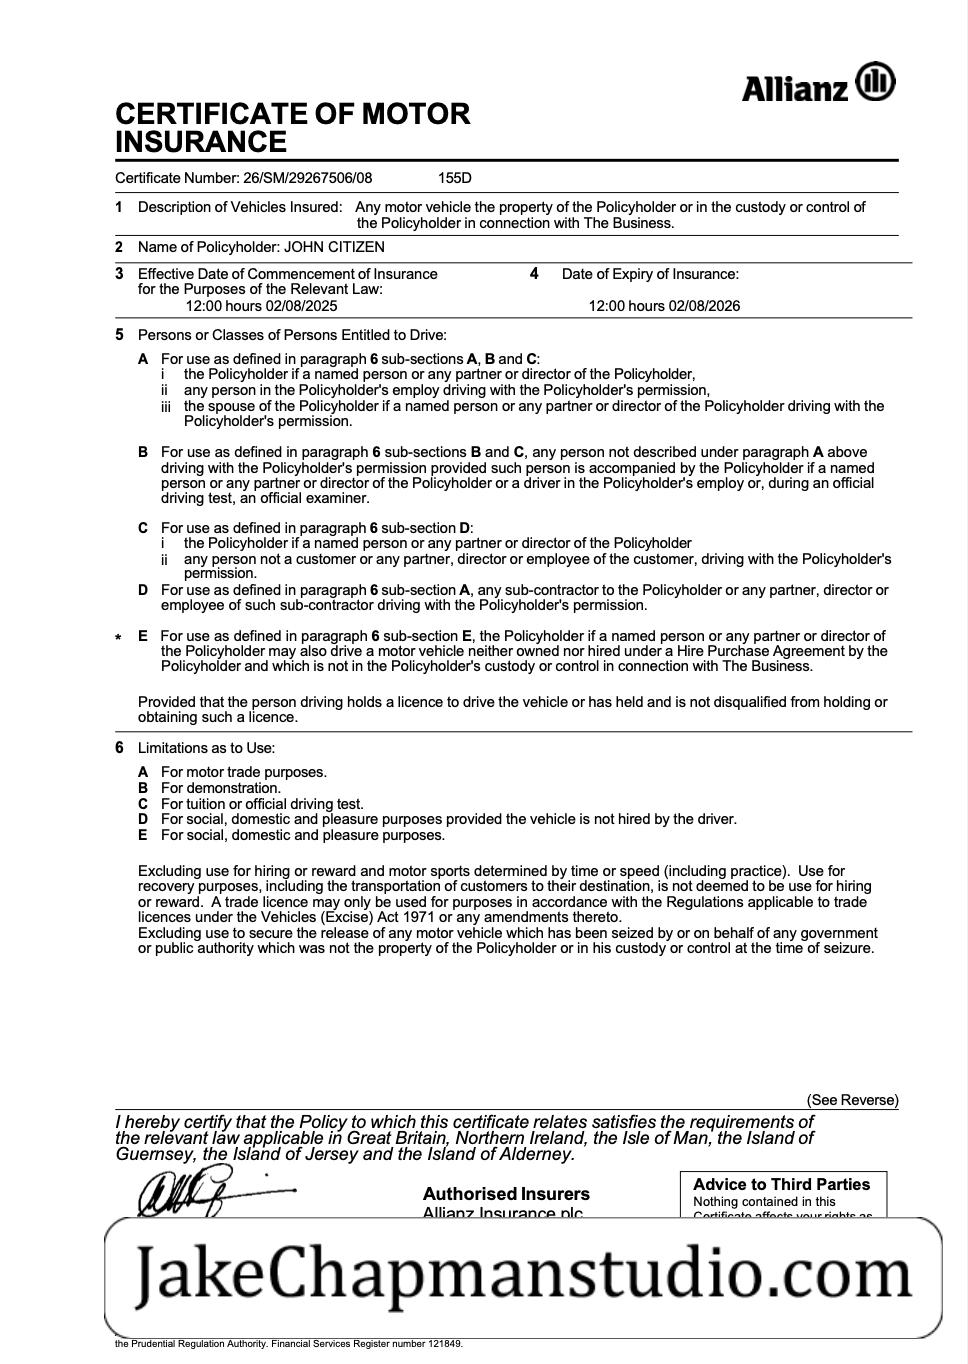 Allianz
CERTIFICATE OF MOTOR
INSURANCE
Certificate Number: 26/SM/29267506/08 155D
1 Description of Vehicles Insured: Any motor vehicle the property of the Policyholder or in the custody or control of
the Policyholder in connection with The Business.
2 Name of Policyholder: JOHN CITIZEN
3 Effective Date of Commencement of Insurance 4 Date of Expiry of Insurance:
for the Purposes of the Relevant Law:
12:00 hours 02/08/2025 12:00 hours 02/08/2026
5 Persons or Classes of Persons Entitled to Drive:
A For use as defined in paragraph 6 sub-sections A, B and C:
i the Policyholder if a named person or any partner or director of the Policyholder,
ii any person in the Policyholder's employ driving with the Policyholder's permission,
iii the spouse of the Policyholder if a named person or any partner or director of the Policyholder driving with the
Policyholder's permission.
B For use as defined in paragraph 6 sub-sections B and C, any person not described under paragraph A above
driving with the Policyholder's permission provided such person is accompanied by the Policyholder if a named
person or any partner or director of the Policyholder or a driver in the Policyholder's employ or, during an official
driving test, an official examiner.
C For use as defined in paragraph 6 sub-section D:
i the Policyholder if a named person or any partner or director of the Policyholder
ii any person not a customer or any partner, director or employee of the customer, driving with the Policyholder's
permission.
D For use as defined in paragraph 6 sub-section A, any sub-contractor to the Policyholder or any partner, director or
employee of such sub-contractor driving with the Policyholder's permission.
* E For use as defined in paragraph 6 sub-section E, the Policyholder if a named person or any partner or director of
the Policyholder may also drive a motor vehicle neither owned nor hired under a Hire Purchase Agreement by the
Policyholder and which is not in the Policyholder's custody or control in connection with The Business.
Provided that the person driving holds a licence to drive the vehicle or has held and is not disqualified from holding or
obtaining such a licence.
6 Limitations as to Use:
A For motor trade purposes.
B For demonstration.
C For tuition or official driving test.
D For social, domestic and pleasure purposes provided the vehicle is not hired by the driver.
E For social, domestic and pleasure purposes.
Excluding use for hiring or reward and motor sports determined by time or speed (including practice). Use for
recovery purposes, including the transportation of customers to their destination, is not deemed to be use for hiring
or reward. A trade licence may only be used for purposes in accordance with the Regulations applicable to trade
licences under the Vehicles (Excise) Act 1971 or any amendments thereto.
Excluding use to secure the release of any motor vehicle which has been seized by or on behalf of any government
or public authority which was not the property of the Policyholder or in his custody or control at the time of seizure.
(See Reverse)
I hereby certify that the Policy to which this certificate relates satisfies the requirements of
the relevant law applicable in Great Britain, Northern Ireland, the Isle of Man, the Island of
Guernsey, the Island of Jersey and the Island of Alderney.
Authorised Insurers
Allianz Insurance plc
Advice to Third Parties
Nothing contained in this
Certificate affects your rights as
JakeChapmanstudio.com
the Prudential Regulation Authority. Financial Services Register number 121849.